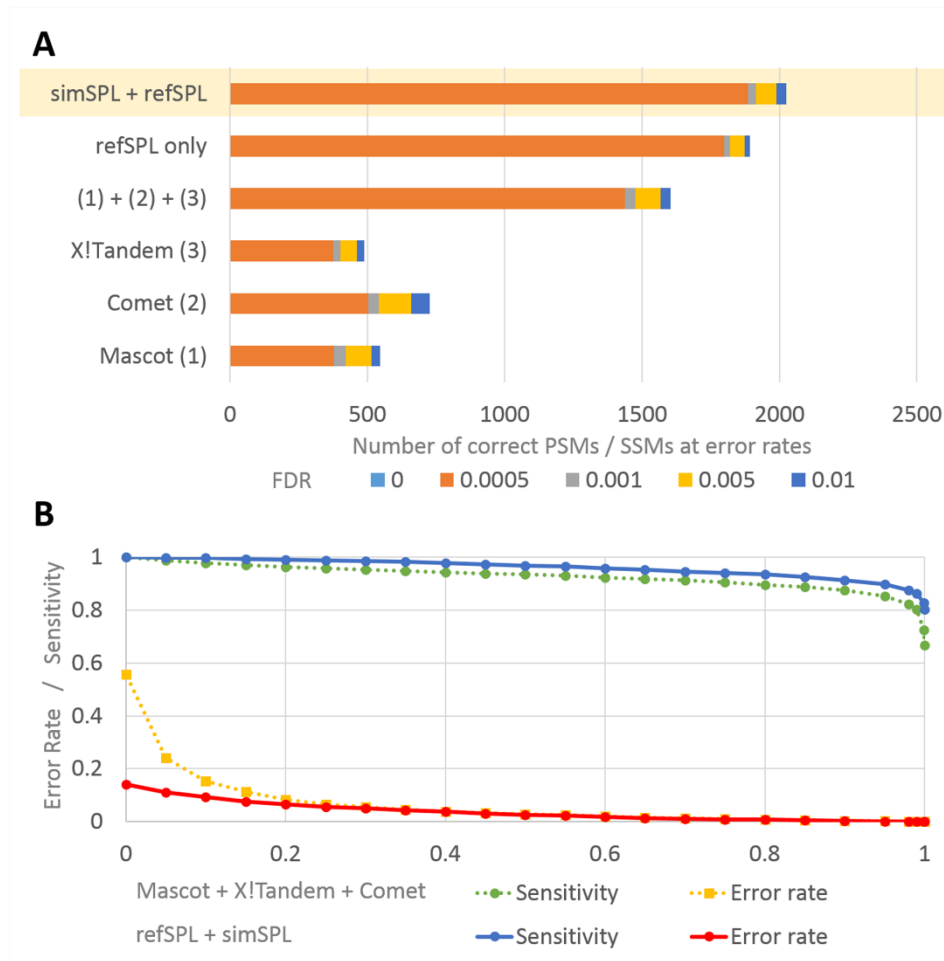 A
simSPL + refSPL
refSPL only
(1) + (2) + (3)
X!Tandem (3)
Comet (2)
Mascot (1)
0 500 1000 1500 2000 2500
Number of correct PSMs / SSMs at error rates
FDR 0 0.0005 0.001 0.005 0.01
B
Error Rate / Sensitivity
1
0.8
0.6
0.4
0.2
0
0 0.2 0.4 0.6 0.8 1
Mascot + X!Tandem + Comet Sensitivity Error rate
refSPL + simSPL Sensitivity Error rate